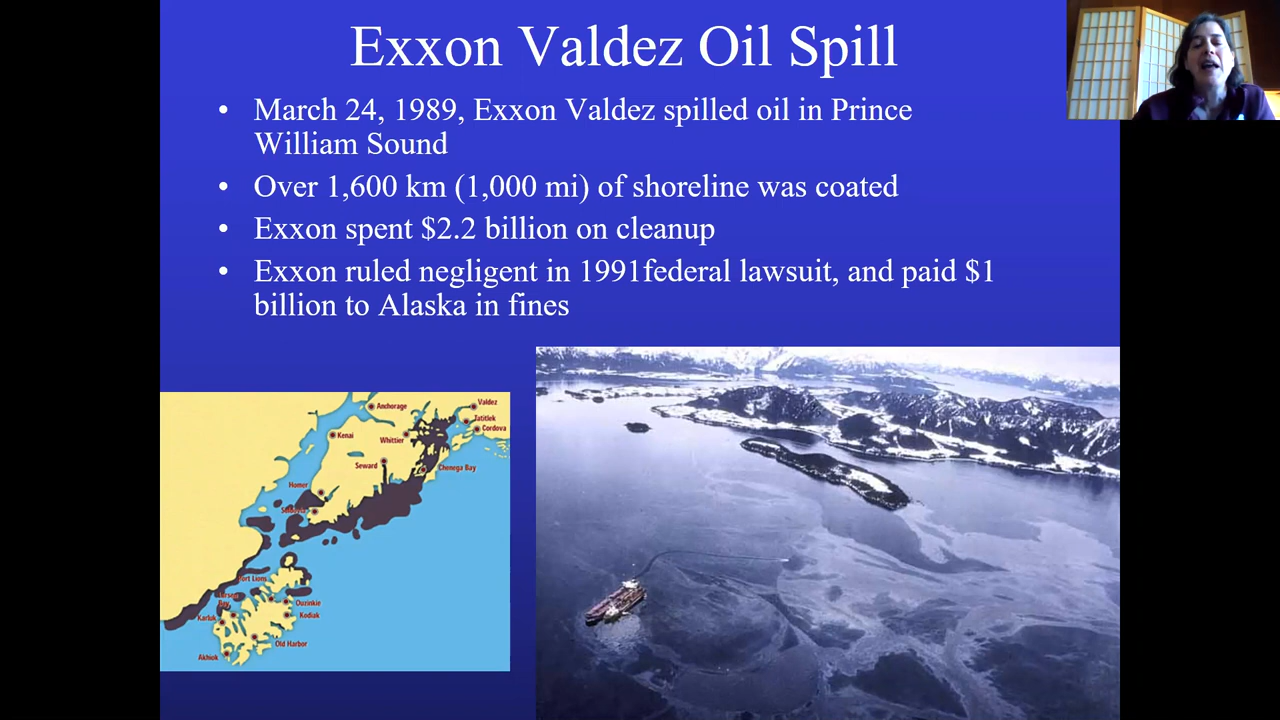 Exxon Valdez Oil Spill
• March 24, 1989, Exxon Valdez spilled oil in Prince
William Sound
• Over 1,600 km (1,000 mi) of shoreline was coated
• Exxon spent $2.2 billion on cleanup
• Exxon ruled negligent in 1991federal lawsuit, and paid $1
billion to Alaska in fines
Valdez
Anchorage
Tatitlek
Cordova
Kenai
Whittier
Seward
Chenega Bay
Homer
Port Lions
Larsen
Bay
Ouzinkie
Karluk
Kodiak
Old Harbor
Akhiok